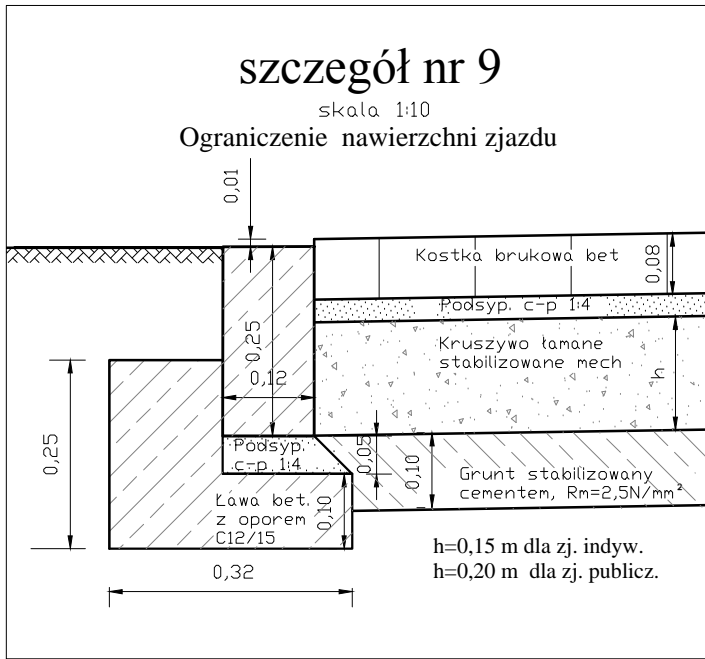 szczegół nr 9
skala 1:10
Ograniczenie nawierzchni zjazdu
0,01
Kostka brukowa bet
0,08
Podsyp. c-p 1:4
0,25
Kruszywo łamane
stabilizowane mech
h
0,12
0,25
Podsyp.
c-p 1:4
0,05
0,10
Grunt stabilizowany
cementem, Rm=2,5N/mm²
Ława bet.
z oporem
C12/15
0,10
h=0,15 m dla zj. indyw.
h=0,20 m dla zj. publicz.
0,32